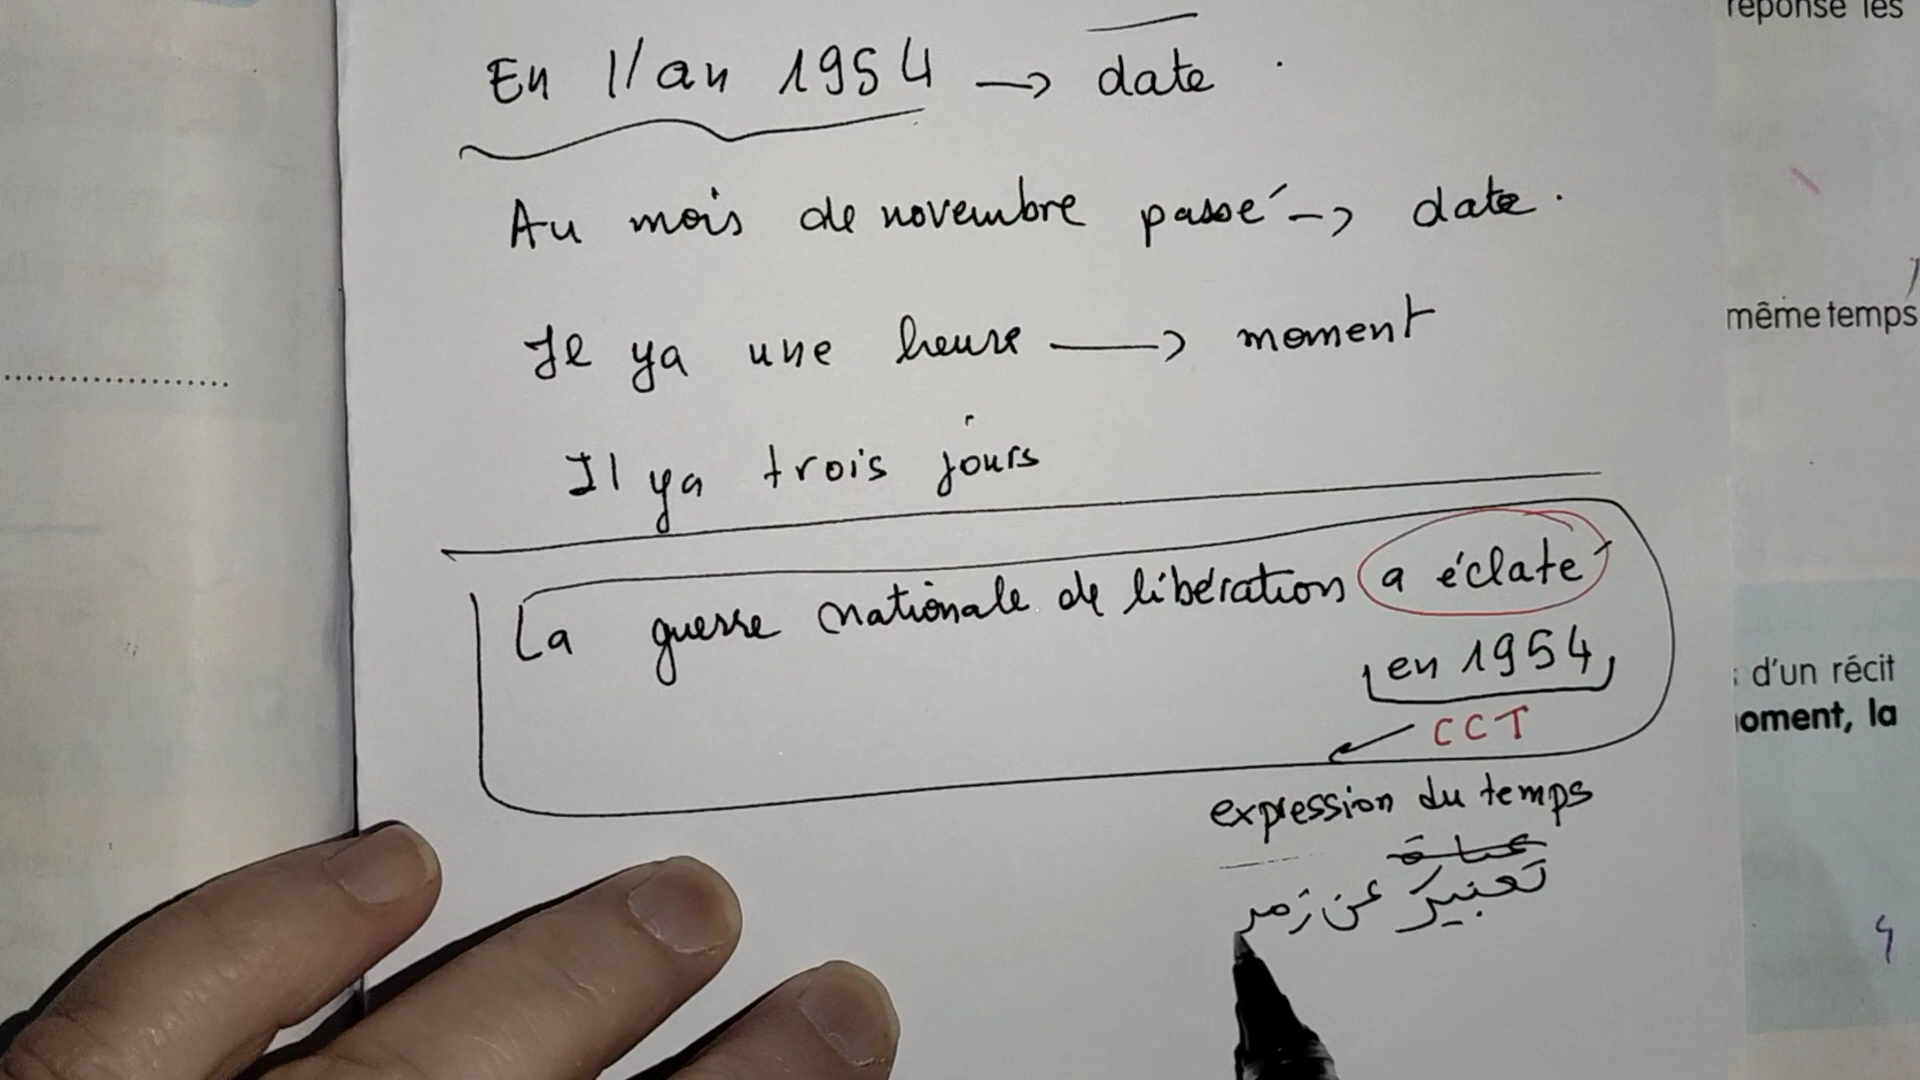 réponse les
En l'an 1954 → date .
Au mois de novembre passé --> date .
même temps
Il ya une heure → moment
Il ya trois jours
La guerre nationale de libération a éclaté
en 1954
d'un récit
oment, la
CCT
expression du temps
عبارة
تعبير عن زمر